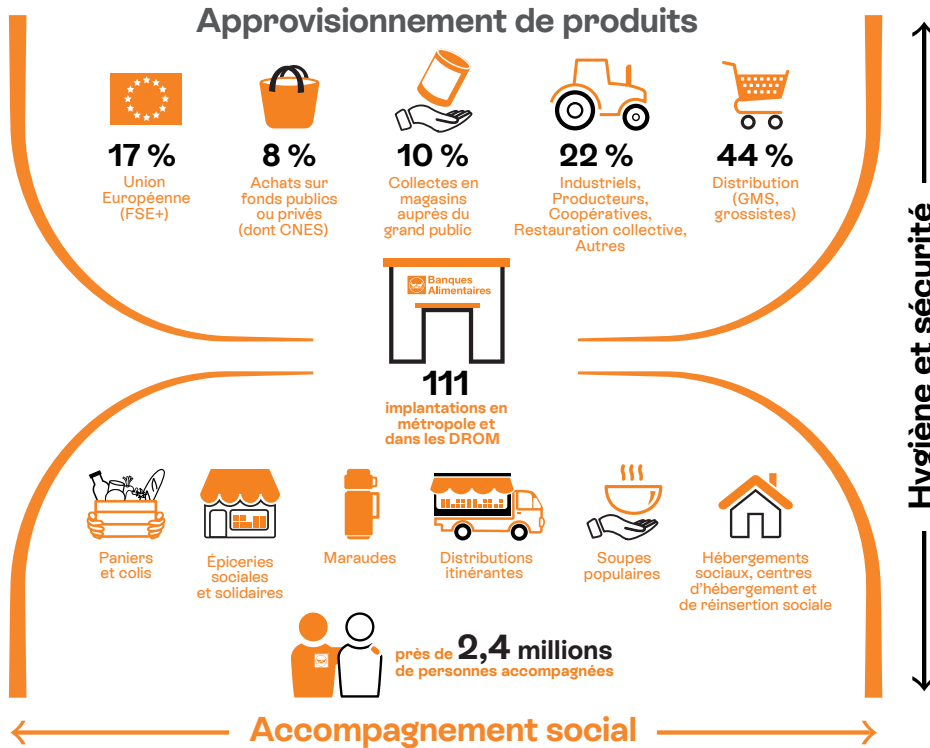 Approvisionnement de produits
17 %
Union
Européenne
(FSE+)
8 %
Achats sur
fonds publics
ou privés
(dont CNES)
10 %
Collectes en
magasins
auprès du
grand public
22 %
Industriels,
Producteurs,
Coopératives,
Restauration collective,
Autres
44 %
Distribution
(GMS,
grossistes)
Banques
Alimentaires
111
implantations en
métropole et
dans les DROM
Paniers
et colis
Épiceries
sociales
et solidaires
Maraudes
Distributions
itinérantes
Soupes
populaires
Hébergements
sociaux, centres
d'hébergement et
de réinsertion sociale
près de 2,4 millions
de personnes accompagnées
Accompagnement social
Hygiène et sécurité